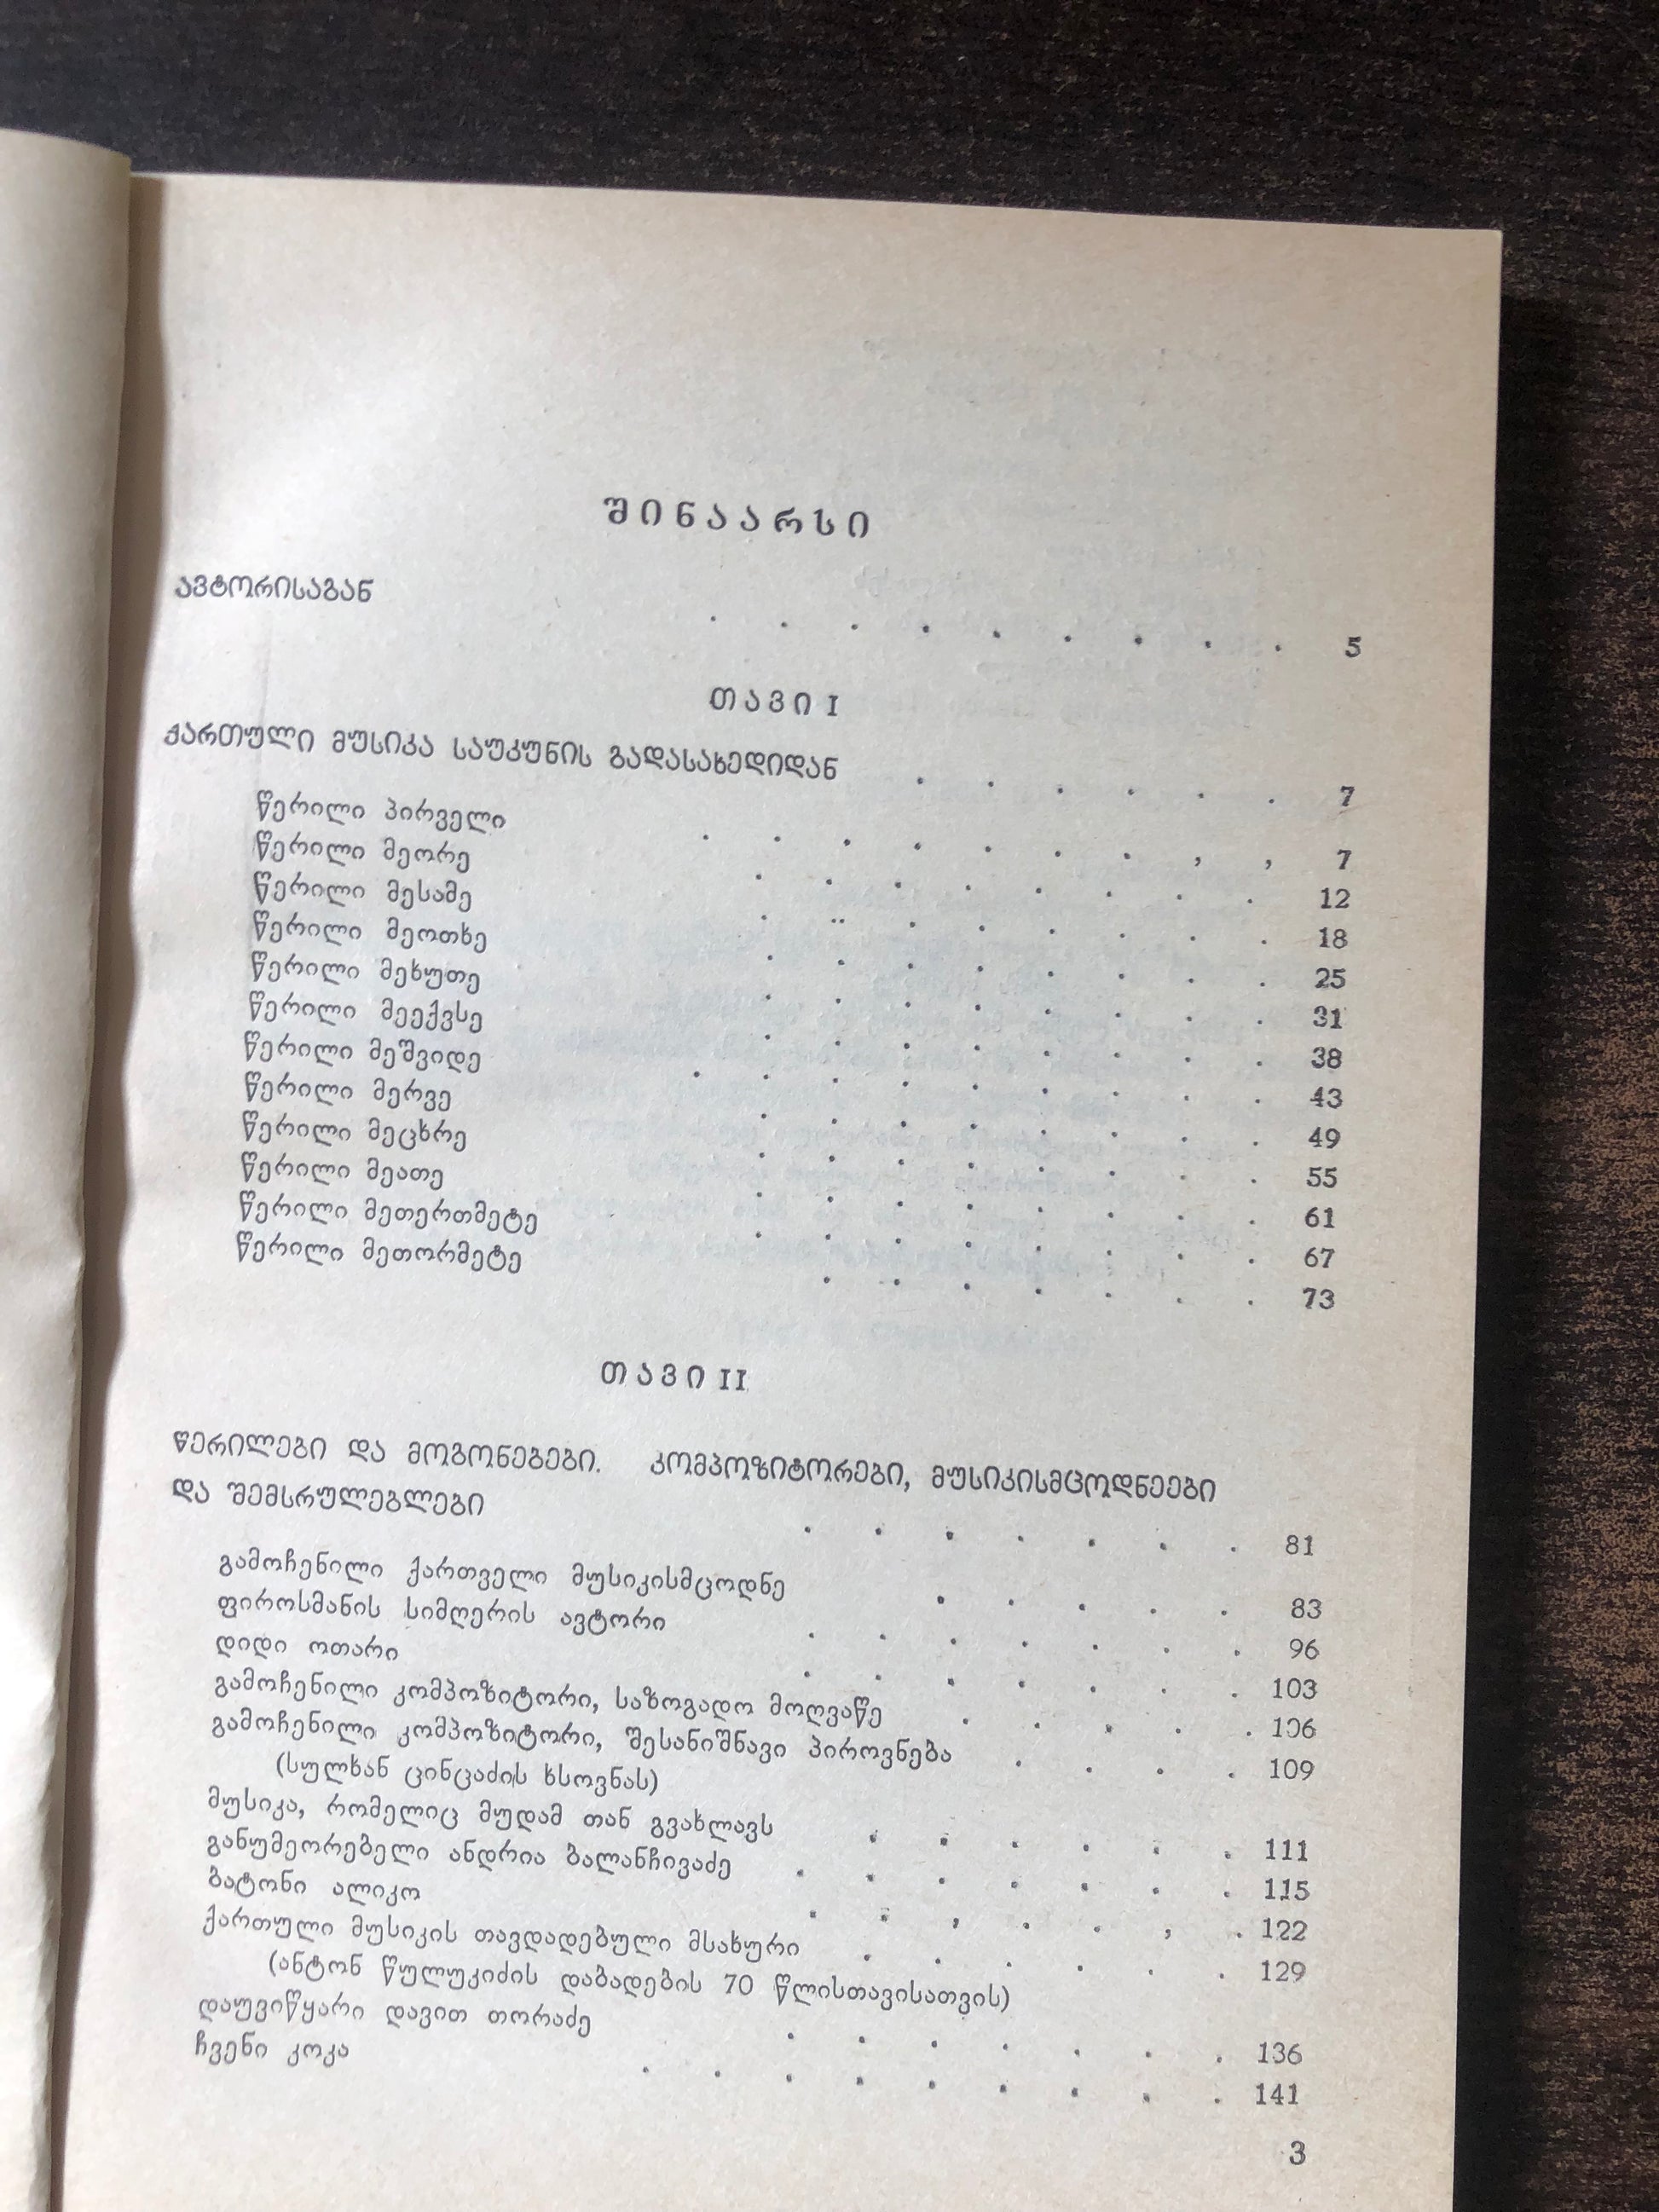 შინაარსი
ავტორისაგან . . . . . . . . . 5
თავი I
ქართული მუსიკა საუკუნის გადასახედიდან . . . . . . 7
წერილი პირველი . . . . . . . , , 7
წერილი მეორე . . . . . . . . 12
წერილი მესამე . .. . . . . . . 18
წერილი მეოთხე . . . . . . . . 25
წერილი მეხუთე . . . . . . . . 31
წერილი მეექვსე . . . . . . . . 38
წერილი მეშვიდე . . . . . . . . . 43
წერილი მერვე . . . . . . . . 49
წერილი მეცხრე . . . . . . . . 55
წერილი მეათე . . . . . . . . 61
წერილი მეთერთმეტე . . . . . . . . 67
წერილი მეთორმეტე . . . . . . . 73
თავი II
წერილები და მოგონებები. კომპოზიტორები, მუსიკისმცოდნეები
და შემსრულებლები . . . . . . . 81
გამოჩენილი ქართველი მუსიკისმცოდნე . . . . . 83
ფიროსმანის სიმღერის ავტორი . . . . . . . 96
დიდი ოთარი . . . . . . . 103
გამოჩენილი კომპოზიტორი, საზოგადო მოღვაწე . . . . . 106
გამოჩენილი კომპოზიტორი, შესანიშნავი პიროვნება . . . . 109
(სულხან ცინცაძის ხსოვნას)
მუსიკა, რომელიც მუდამ თან გვახლავს . . . . . . 111
განუმეორებელი ანდრია ბალანჩივაძე . . . . . . . 115
ბატონი ალიკო . . . . . , . 122
ქართული მუსიკის თავდადებული მსახური . . . . . . 129
(ანტონ წულუკიძის დაბადების 70 წლისთავისათვის)
დაუვიწყარი დავით თორაძე . . . . . . . 136
ჩვენი კოკა . . . . . . . . . 141
3